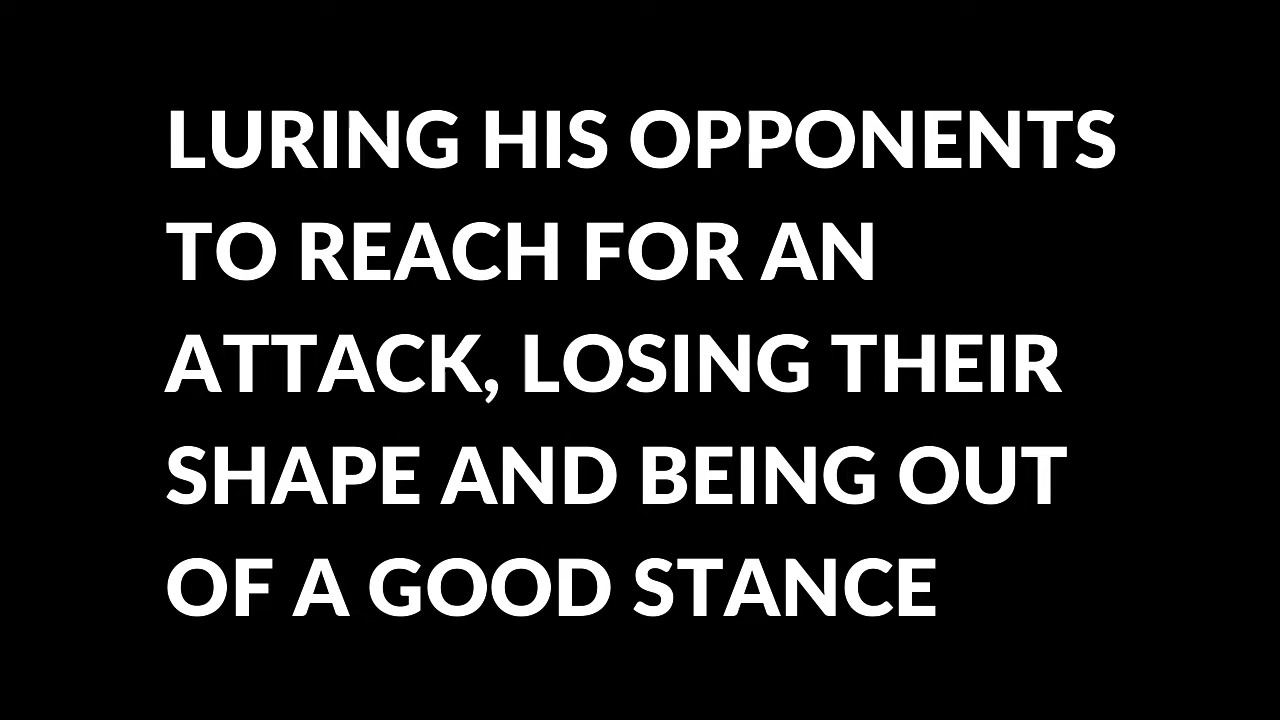 LURING HIS OPPONENTS
TO REACH FOR AN
ATTACK, LOSING THEIR
SHAPE AND BEING OUT
OF A GOOD STANCE